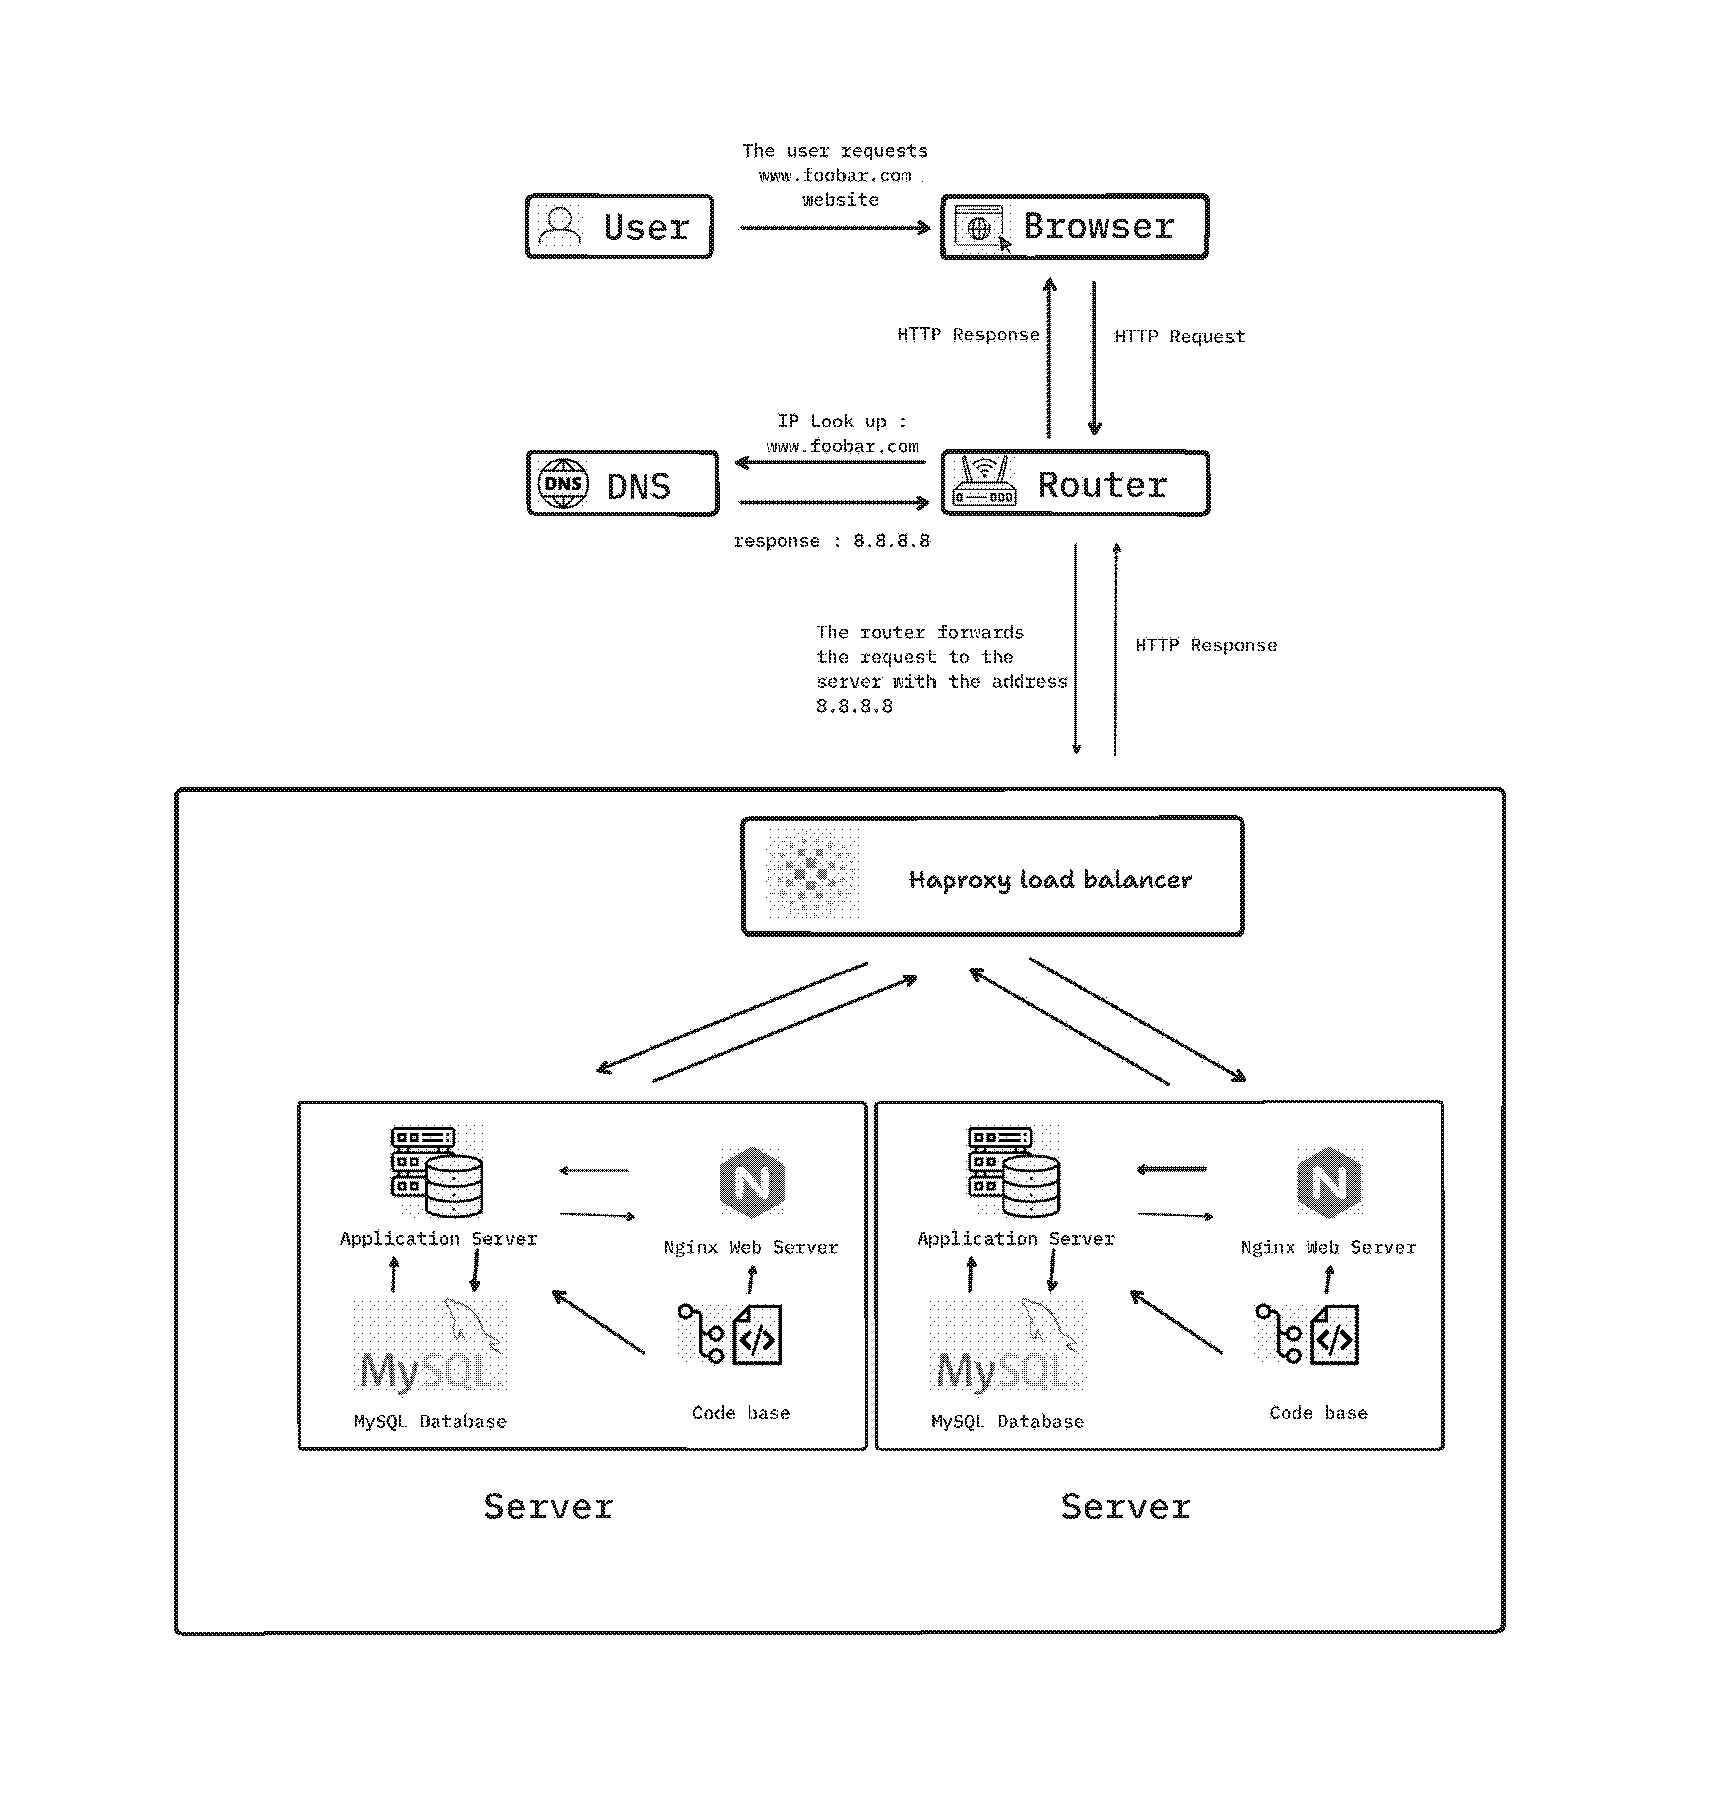 The user requests
www.foobar.com
website
User
Browser
HTTP Response
HTTP Request
IP Look up :
www.foobar.com
DNS
DNS
Router
response : 8.8.8.8
The router forwards
the request to the
server with the address
8.8.8.8
HTTP Response
Haproxy load balancer
N
N
Application Server
Nginx Web Server
Application Server
Nginx Web Server
MySQL
</>
MySQL
</>
MySQL Database
Code base
MySQL Database
Code base
Server
Server